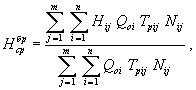 H_{cp}^{бр} = \frac{\sum_{j=1}^{m} \sum_{i=1}^{n} H_{ij} Q_{oi} T_{pij} N_{ij}}{\sum_{j=1}^{m} \sum_{i=1}^{n} Q_{oi} T_{pij} N_{ij}} ,